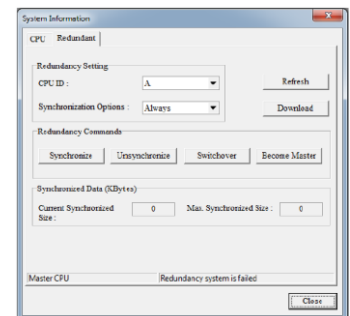 System Information
CPU Redundant
Redundancy Setting
CPU ID : A Refresh
Synchronization Options : Always Download
Redundancy Commands
Synchronize Unsynchronize Switchover Become Master
Synchronized Data (KBytes)
Current Synchronized Size : 0 Max. Synchronized Size : 0
Master CPU Redundancy system is failed
Close